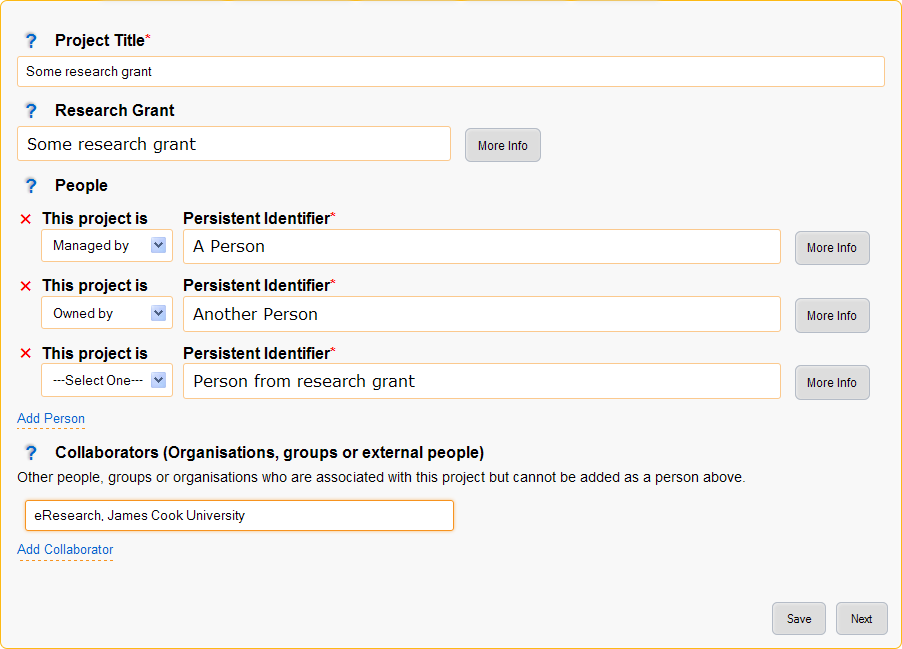 ? Project Title*
Some research grant
? Research Grant
Some research grant More Info
? People
This project is Persistent Identifier*
Managed by A Person More Info
This project is Persistent Identifier*
Owned by Another Person More Info
This project is Persistent Identifier*
---Select One--- Person from research grant More Info
Add Person
? Collaborators (Organisations, groups or external people)
Other people, groups or organisations who are associated with this project but cannot be added as a person above.
eResearch, James Cook University
Add Collaborator
Save Next